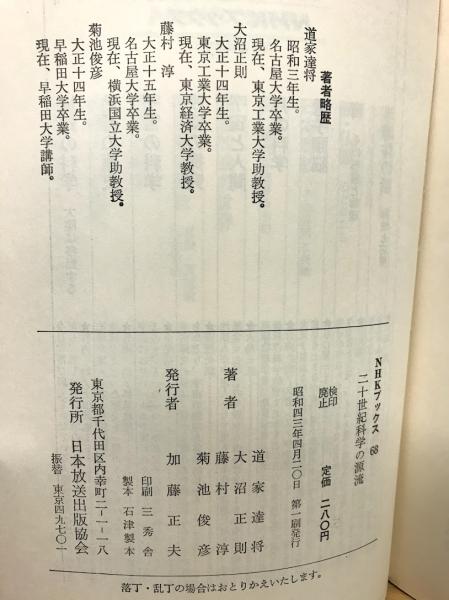 著者略歴
道家達将
昭和三年生。
名古屋大学卒業。
現在、東京工業大学助教授。
大沼正則
大正十四年生。
東京工業大学卒業。
現在、東京経済大学教授。
藤村 淳
大正十五年生。
名古屋大学卒業。
現在、横浜国立大学助教授。
菊池俊彦
大正十四年生。
早稲田大学卒業。
現在、早稲田大学講師。
NHKブックス 68
二十世紀科学の源流
検印廃止
定価 二八〇円
昭和四三年四月二〇日 第一刷発行
著者
道家達将
大沼正則
藤村 淳
菊池俊彦
発行者 加藤正夫
印刷 三秀舎
製本 石津製本
東京都千代田区内幸町二-一-一八
発行所 日本放送出版協会
振替 東京四九七〇一
落丁・乱丁の場合はおとりかえいたします。